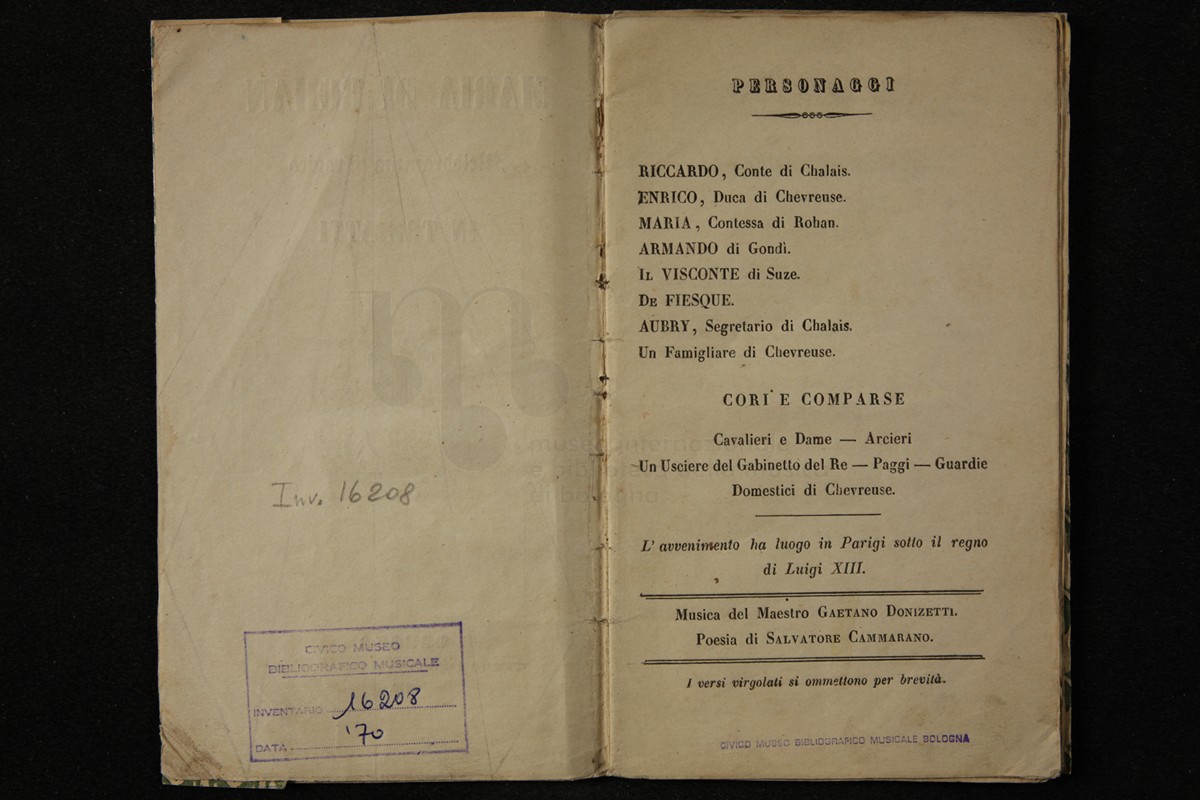 Inv. 16208
CIVICO MUSEO
BIBLIOGRAFICO MUSICALE
INVENTARIO 16208
DATA '70
PERSONAGGI
RICCARDO, Conte di Chalais.
ENRICO, Duca di Chevreuse.
MARIA, Contessa di Rohan.
ARMANDO di Gondì.
IL VISCONTE di Suze.
DE FIESQUE.
AUBRY, Segretario di Chalais.
Un Famigliare di Chevreuse.
CORI E COMPARSE
Cavalieri e Dame — Arcieri
Un Usciere del Gabinetto del Re — Paggi — Guardie
Domestici di Chevreuse.
L'avvenimento ha luogo in Parigi sotto il regno
di Luigi XIII.
Musica del Maestro GAETANO DONIZETTI.
Poesia di SALVATORE CAMMARANO.
I versi virgolati si ommettono per brevità.
CIVICO MUSEO BIBLIOGRAFICO MUSICALE BOLOGNA